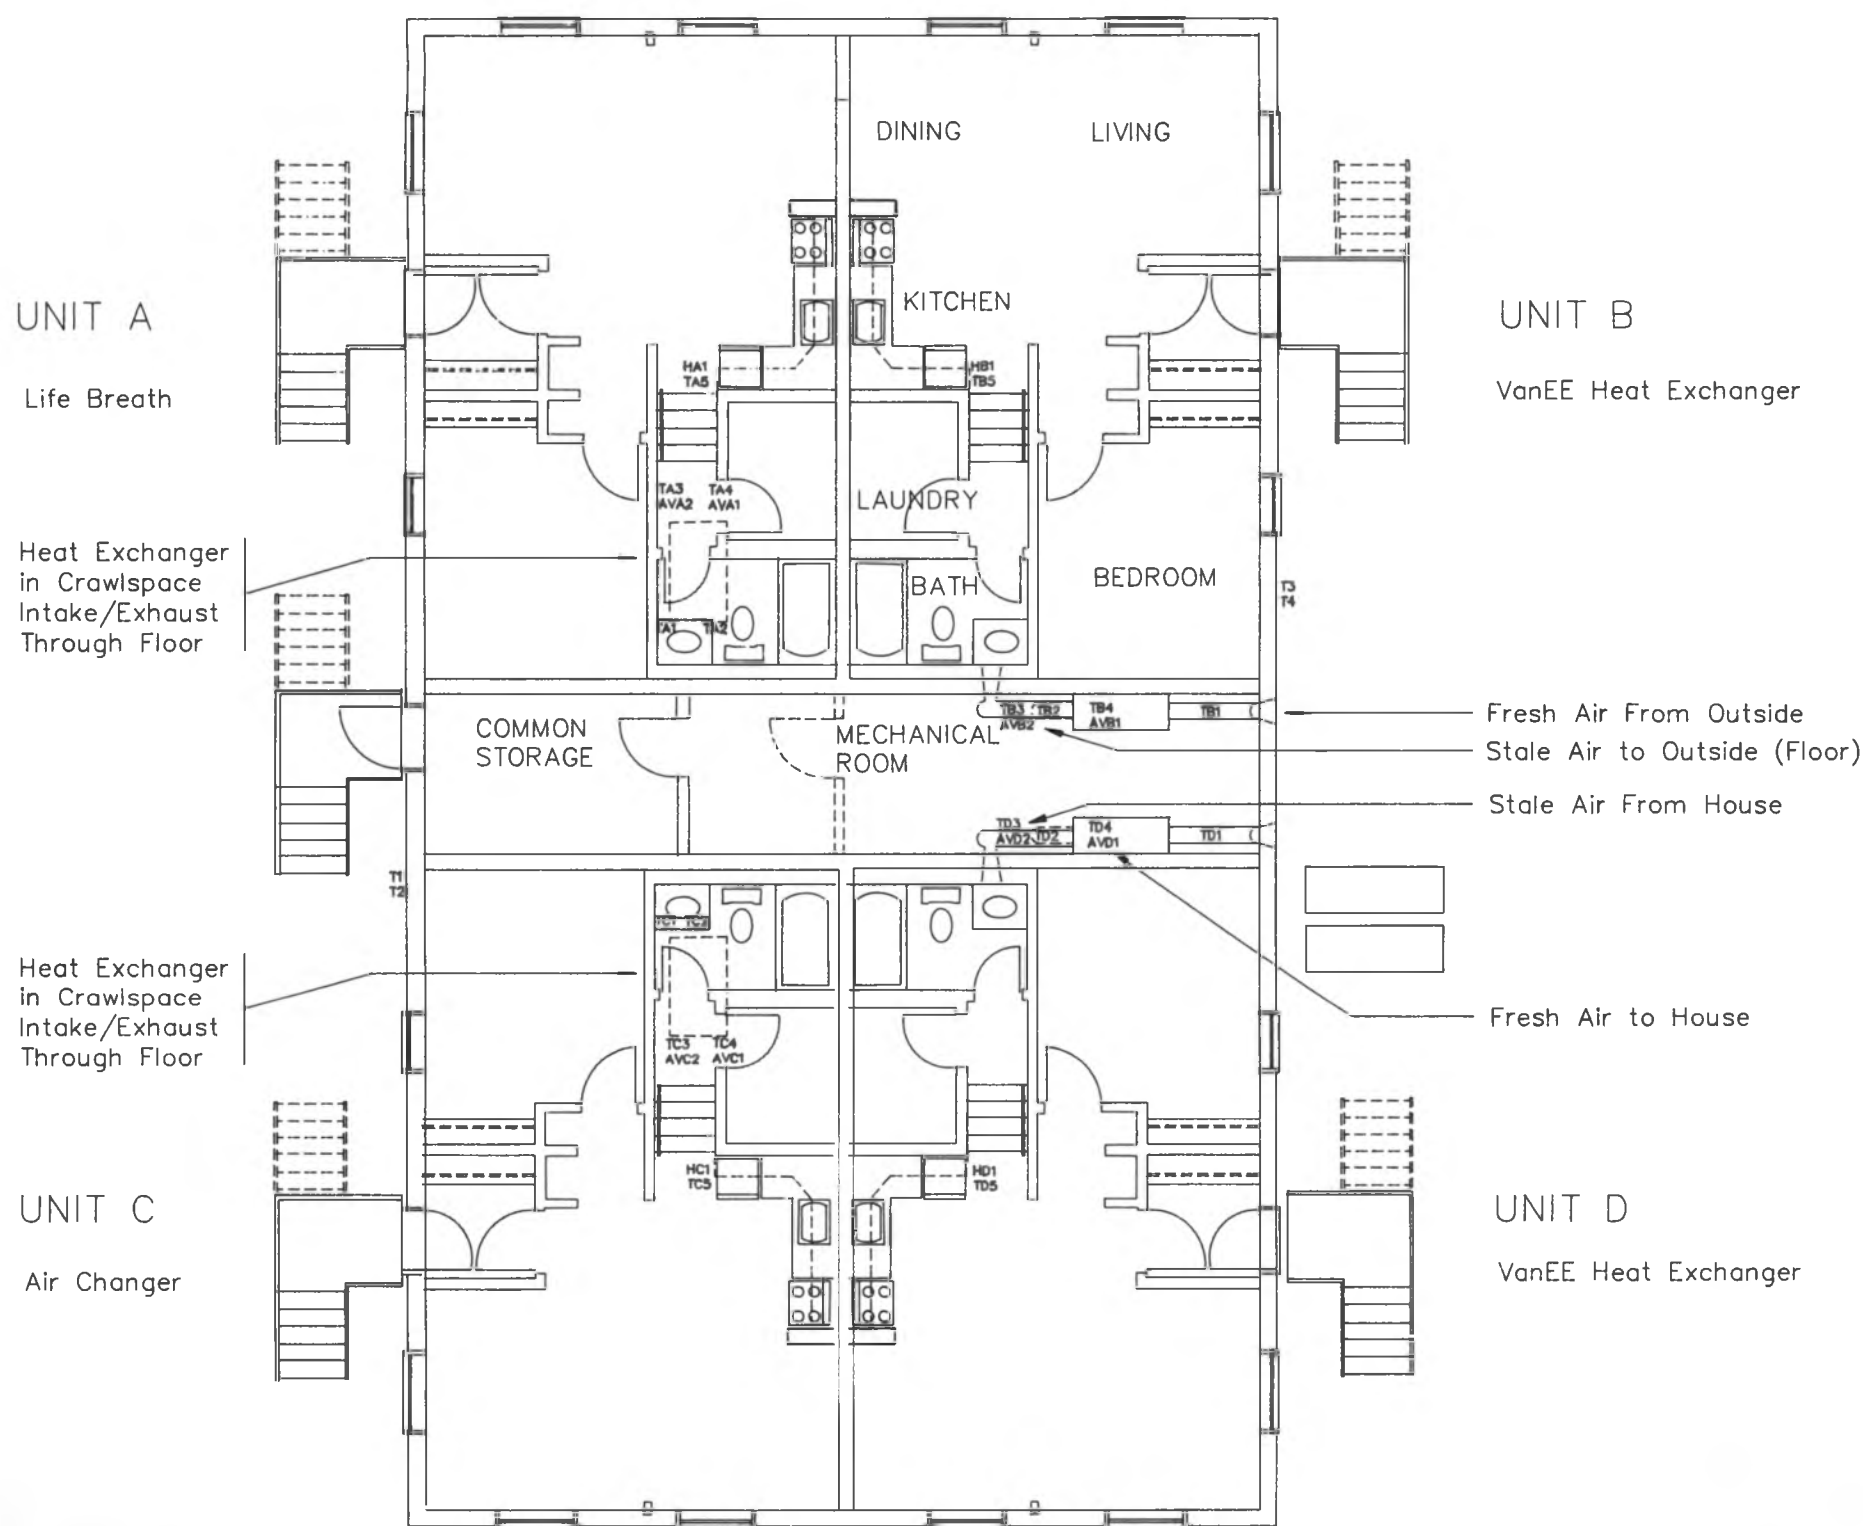 DINING
LIVING
UNIT A
KITCHEN
UNIT B
Life Breath
HA1
TA5
HB1
TB5
VanEE Heat Exchanger
TA3 TA4
AVA2 AVA1
LAUNDRY
Heat Exchanger
in Crawlspace
Intake/Exhaust
Through Floor
BATH
BEDROOM
T3
T4
TA1 TA2
COMMON
STORAGE
MECHANICAL
ROOM
TB3 TB2
AVB2
TB4
AVB1
TB1
Fresh Air From Outside
Stale Air to Outside (Floor)
Stale Air From House
TD3
AVD2 TD2
TD4
AVD1
TD1
T1
T2
TC1 TC2
Heat Exchanger
in Crawlspace
Intake/Exhaust
Through Floor
Fresh Air to House
TC3 TC4
AVC2 AVC1
HC1
TC5
HD1
TD5
UNIT C
UNIT D
Air Changer
VanEE Heat Exchanger